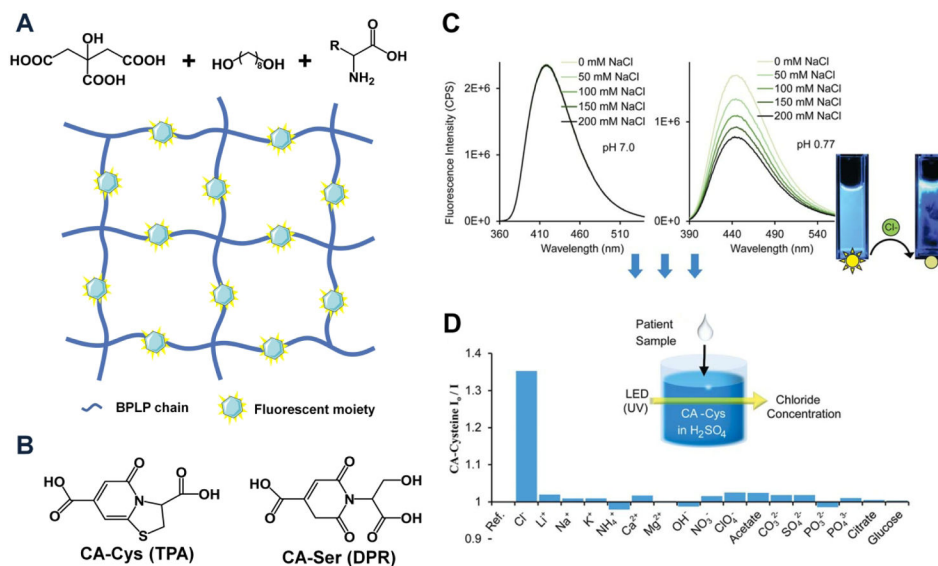 A
OH
HOOC
COOH
COOH
+
HO
8
OH
+
R
O
OH
NH₂
BPLP chain
Fluorescent moiety
B
O
HO
N
O
OH
O
S
CA-Cys (TPA)
O
HO
O
N
OH
O
OH
O
CA-Ser (DPR)
C
Fluorescence Intensity (CPS)
2E+6
1E+6
0E+0
360
410
460
510
Wavelength (nm)
0 mM NaCl
50 mM NaCl
100 mM NaCl
150 mM NaCl
200 mM NaCl
pH 7.0
1E+6
0E+0
390
440
490
540
Wavelength (nm)
0 mM NaCl
50 mM NaCl
100 mM NaCl
150 mM NaCl
200 mM NaCl
pH 0.77
Cl-
D
CA-Cysteine I₀ / I
1.4
1.3
1.2
1.1
1
0.9
Patient
Sample
LED
(UV)
CA -Cys
in H₂SO₄
Chloride
Concentration
Ref.
Cl⁻
Li⁺
Na⁺
K⁺
NH₄⁺
Ca²⁺
Mg²⁺
OH⁻
NO₃⁻
ClO₄⁻
Acetate
CO₃²⁻
SO₄²⁻
PO₃²⁻
PO₄³⁻
Citrate
Glucose